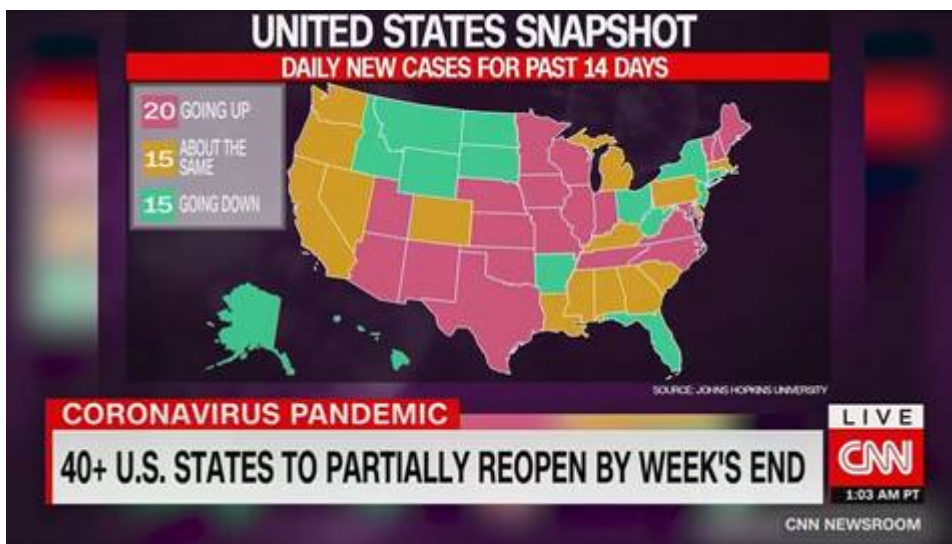 UNITED STATES SNAPSHOT
DAILY NEW CASES FOR PAST 14 DAYS
20 GOING UP
15 ABOUT THE
SAME
15 GOING DOWN
SOURCE: JOHNS HOPKINS UNIVERSITY
CORONAVIRUS PANDEMIC
LIVE
40+ U.S. STATES TO PARTIALLY REOPEN BY WEEK'S END
CNN
1:03 AM PT
CNN NEWSROOM